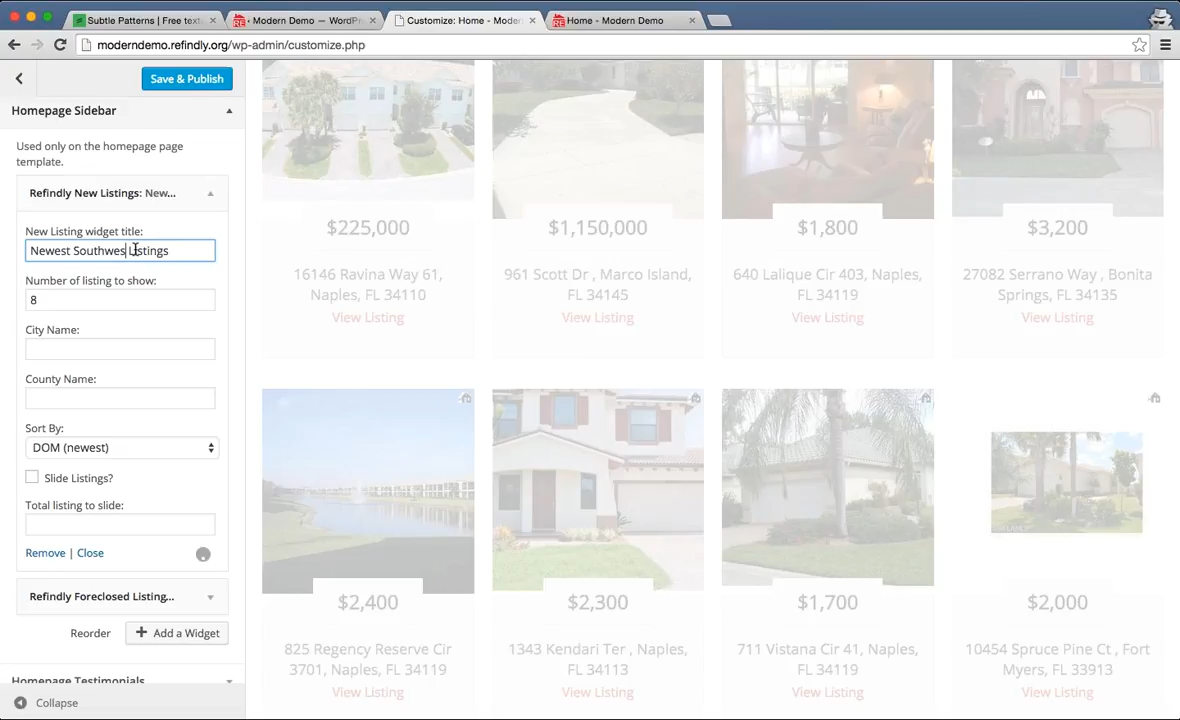 Subtle Patterns | Free text
Modern Demo — WordPr
Customize: Home - Moder
Home - Modern Demo
moderndemo.refindly.org/wp-admin/customize.php
Save & Publish
Homepage Sidebar
Used only on the homepage page
template.
Refindly New Listings: New...
New Listing widget title:
Newest Southwes Listings
Number of listing to show:
8
City Name:
County Name:
Sort By:
DOM (newest)
Slide Listings?
Total listing to slide:
Remove | Close
Refindly Foreclosed Listing...
Reorder
Add a Widget
Homepage Testimonials
Collapse
$225,000
16146 Ravina Way 61,
Naples, FL 34110
View Listing
$1,150,000
961 Scott Dr , Marco Island,
FL 34145
View Listing
$1,800
640 Lalique Cir 403, Naples,
FL 34119
View Listing
$3,200
27082 Serrano Way , Bonita
Springs, FL 34135
View Listing
$2,400
825 Regency Reserve Cir
3701, Naples, FL 34119
View Listing
$2,300
1343 Kendari Ter , Naples,
FL 34113
View Listing
$1,700
711 Vistana Cir 41, Naples,
FL 34119
View Listing
$2,000
10454 Spruce Pine Ct , Fort
Myers, FL 33913
View Listing